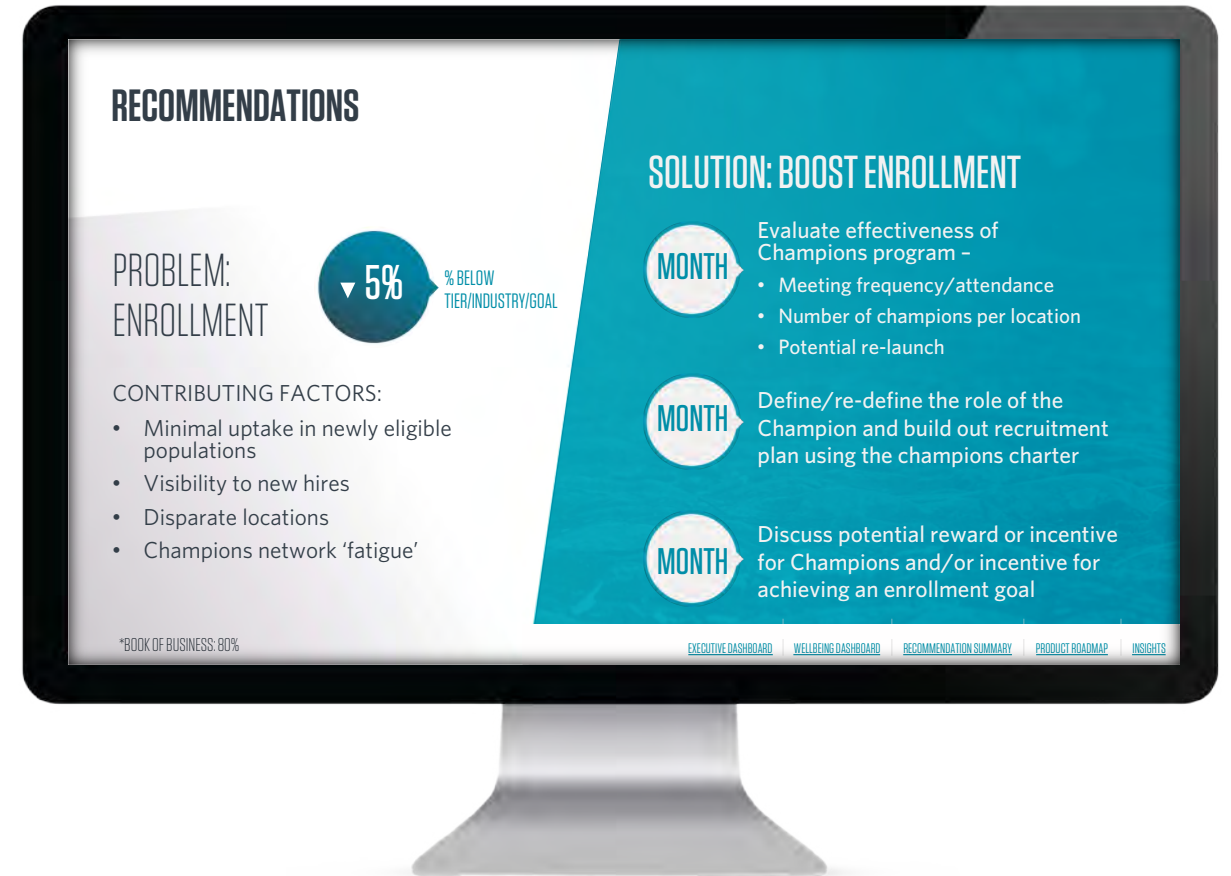 RECOMMENDATIONS
PROBLEM:
ENROLLMENT
▼ 5%
% BELOW
TIER/INDUSTRY/GOAL
CONTRIBUTING FACTORS:
• Minimal uptake in newly eligible
populations
• Visibility to new hires
• Disparate locations
• Champions network ‘fatigue’
*BOOK OF BUSINESS: 80%
SOLUTION: BOOST ENROLLMENT
MONTH
Evaluate effectiveness of
Champions program –
• Meeting frequency/attendance
• Number of champions per location
• Potential re-launch
MONTH
Define/re-define the role of the
Champion and build out recruitment
plan using the champions charter
MONTH
Discuss potential reward or incentive
for Champions and/or incentive for
achieving an enrollment goal
EXECUTIVE DASHBOARD | WELLBEING DASHBOARD | RECOMMENDATION SUMMARY | PRODUCT ROADMAP | INSIGHTS